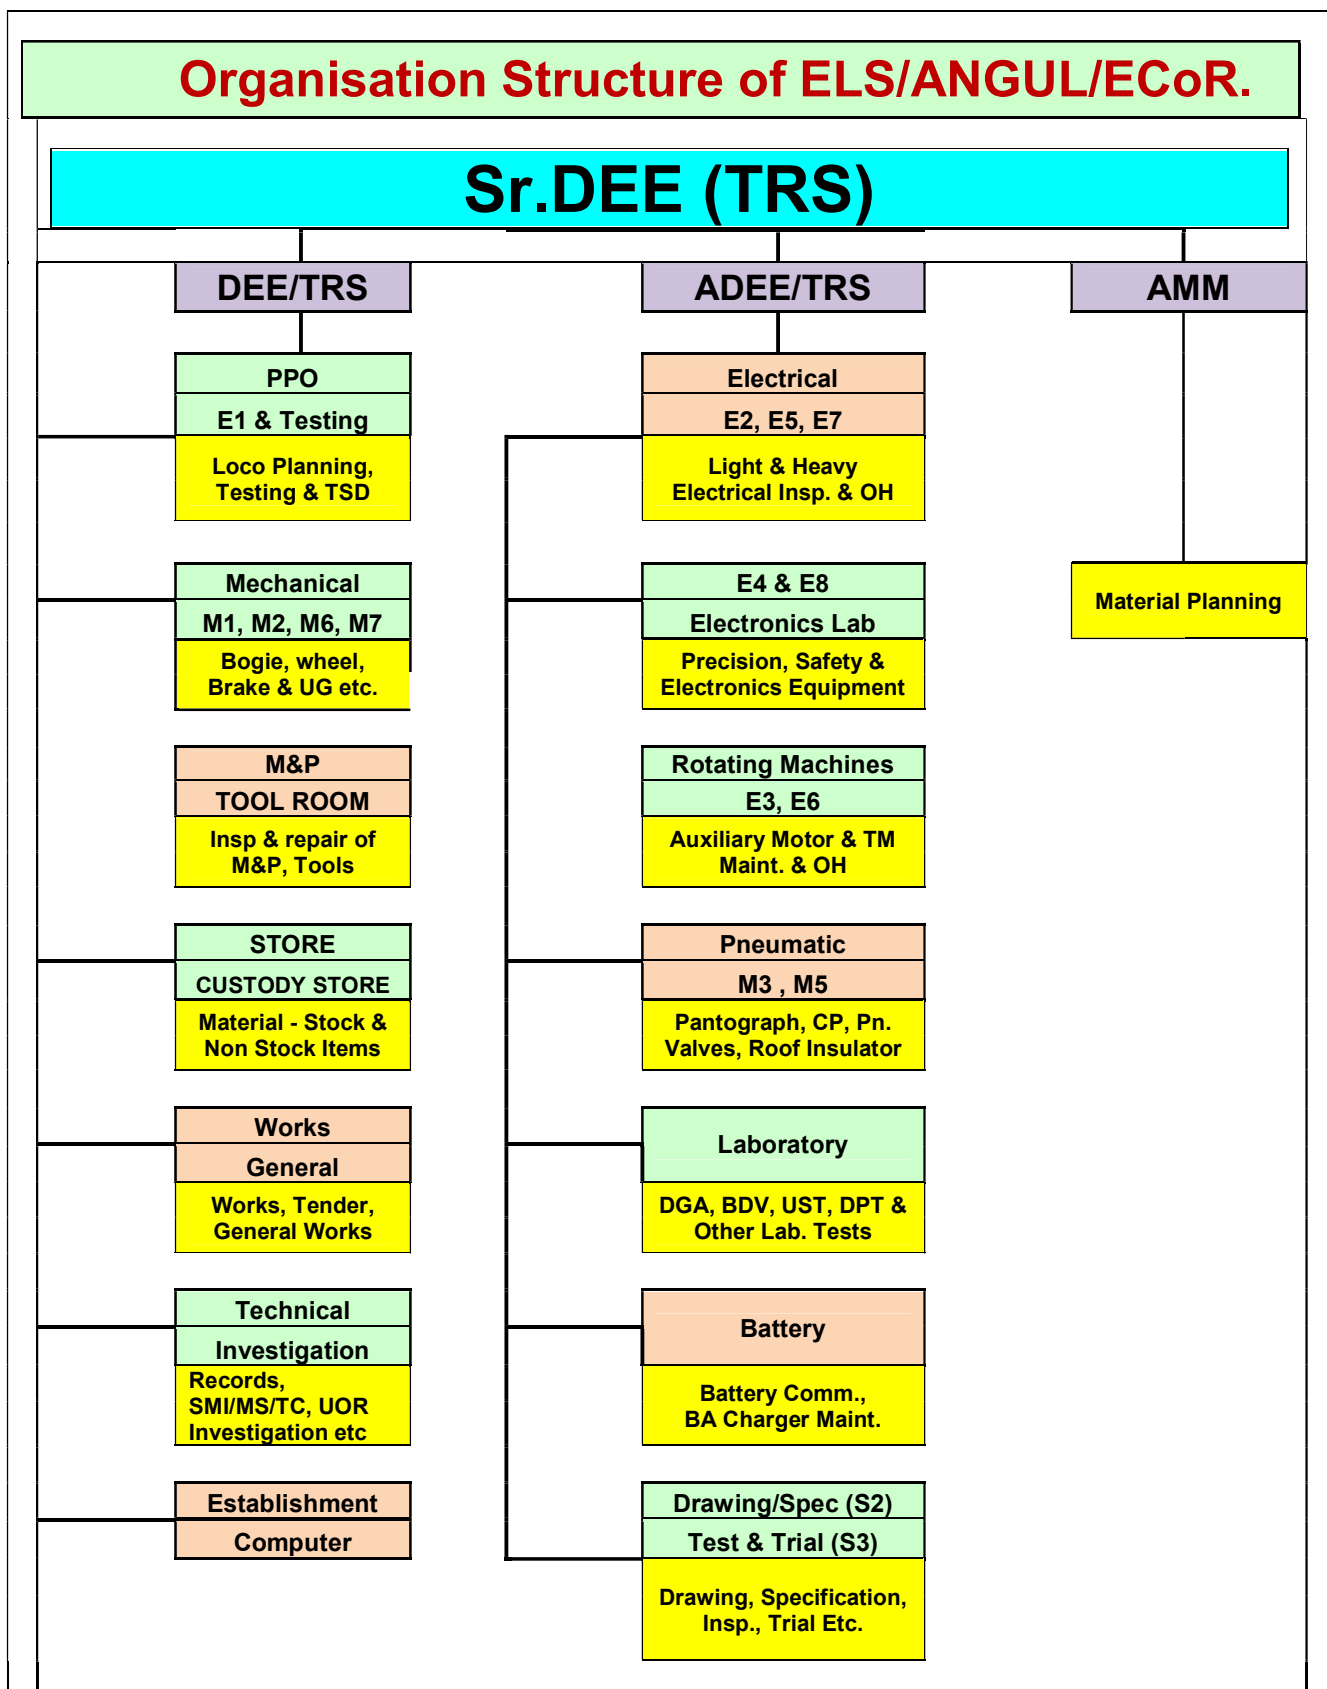 Organisation Structure of ELS/ANGUL/ECoR.
Sr.DEE (TRS)
DEE/TRS
ADEE/TRS
AMM
PPO
E1 & Testing
Loco Planning,
Testing & TSD
Mechanical
M1, M2, M6, M7
Bogie, wheel,
Brake & UG etc.
M&P
TOOL ROOM
Insp & repair of
M&P, Tools
STORE
CUSTODY STORE
Material - Stock &
Non Stock Items
Works
General
Works, Tender,
General Works
Technical
Investigation
Records,
SMI/MS/TC, UOR
Investigation etc
Establishment
Computer
Electrical
E2, E5, E7
Light & Heavy
Electrical Insp. & OH
E4 & E8
Electronics Lab
Precision, Safety &
Electronics Equipment
Rotating Machines
E3, E6
Auxiliary Motor & TM
Maint. & OH
Pneumatic
M3 , M5
Pantograph, CP, Pn.
Valves, Roof Insulator
Laboratory
DGA, BDV, UST, DPT &
Other Lab. Tests
Battery
Battery Comm.,
BA Charger Maint.
Drawing/Spec (S2)
Test & Trial (S3)
Drawing, Specification,
Insp., Trial Etc.
Material Planning